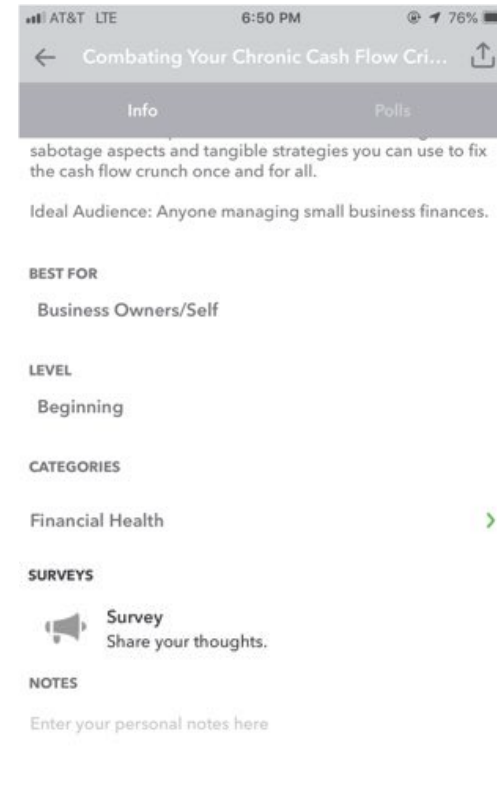 AT&T LTE 6:50 PM 76%
Combating Your Chronic Cash Flow Cri...
Info Polls
sabotage aspects and tangible strategies you can use to fix
the cash flow crunch once and for all.
Ideal Audience: Anyone managing small business finances.
BEST FOR
Business Owners/Self
LEVEL
Beginning
CATEGORIES
Financial Health
SURVEYS
Survey
Share your thoughts.
NOTES
Enter your personal notes here